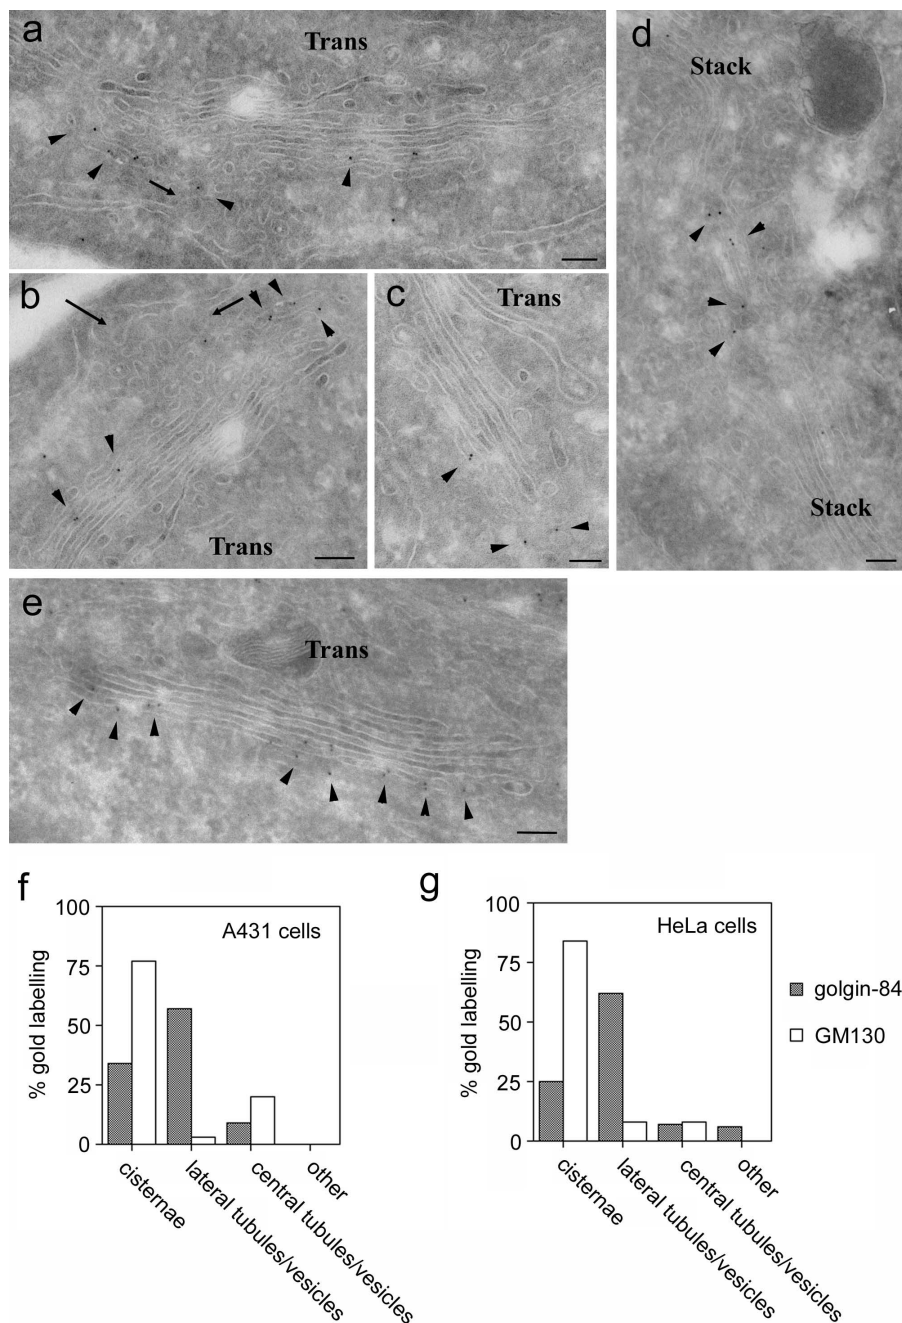 a
Trans
d
Stack
b
c
Trans
Trans
Stack
e
Trans
f
g
100
75
50
25
0
% gold labelling
A431 cells
cisternae
lateral tubules/vesicles
central tubules/vesicles
other
100
75
50
25
0
% gold labelling
HeLa cells
cisternae
lateral tubules/vesicles
central tubules/vesicles
other
golgin-84
GM130